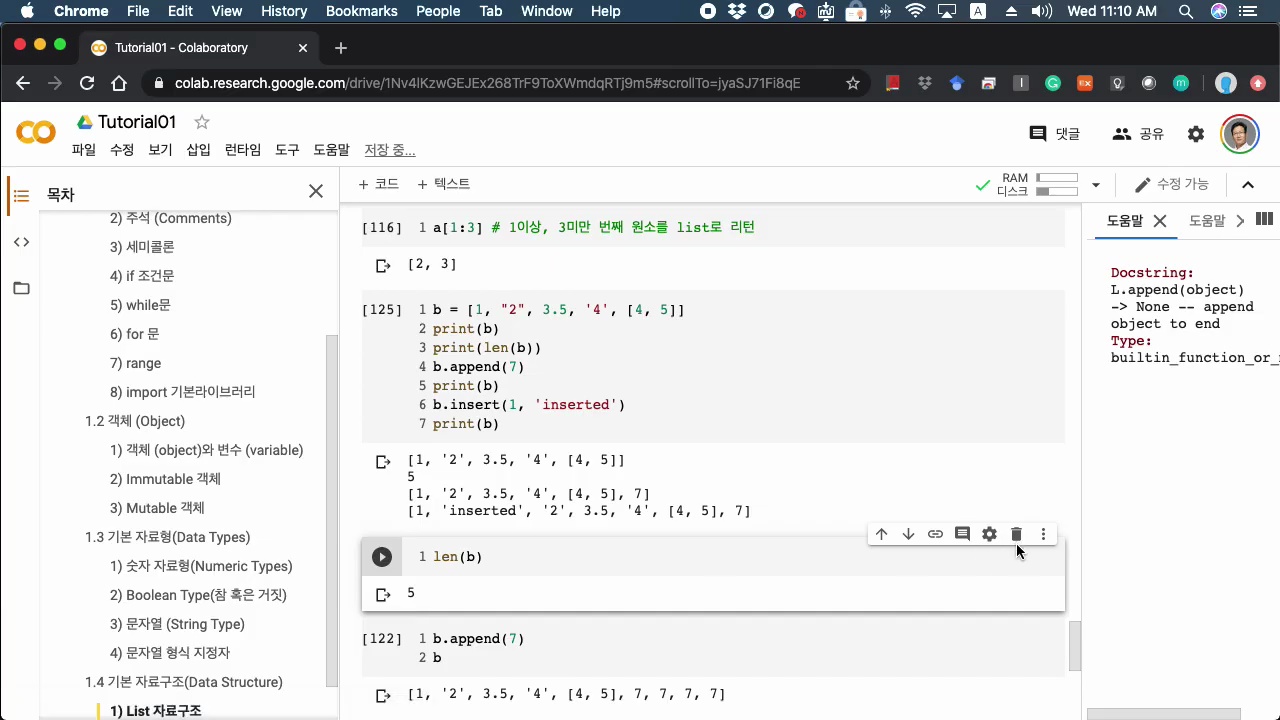 Chrome File Edit View History Bookmarks People Tab Window Help A Wed 11:10 AM
Tutorial01 - Colaboratory
colab.research.google.com/drive/1Nv4lKzwGEJEx268TrF9ToXWmdqRTj9m5#scrollTo=jyaSJ71Fi8qE
Tutorial01
파일 수정 보기 삽입 런타임 도구 도움말 저장 중...
댓글 공유
목차
2) 주석 (Comments)
3) 세미콜론
4) if 조건문
5) while문
6) for 문
7) range
8) import 기본라이브러리
1.2 객체 (Object)
1) 객체 (object)와 변수 (variable)
2) Immutable 객체
3) Mutable 객체
1.3 기본 자료형(Data Types)
1) 숫자 자료형(Numeric Types)
2) Boolean Type(참 혹은 거짓)
3) 문자열 (String Type)
4) 문자열 형식 지정자
1.4 기본 자료구조(Data Structure)
1) List 자료구조
+ 코드 + 텍스트
RAM
디스크
수정 가능
[116] 1 a[1:3] # 1이상, 3미만 번째 원소를 list로 리턴
[2, 3]
[125] 1 b = [1, "2", 3.5, '4', [4, 5]]
2 print(b)
3 print(len(b))
4 b.append(7)
5 print(b)
6 b.insert(1, 'inserted')
7 print(b)
[1, '2', 3.5, '4', [4, 5]]
5
[1, '2', 3.5, '4', [4, 5], 7]
[1, 'inserted', '2', 3.5, '4', [4, 5], 7]
1 len(b)
5
[122] 1 b.append(7)
2 b
[1, '2', 3.5, '4', [4, 5], 7, 7, 7, 7]
도움말 도움말
Docstring:
L.append(object)
-> None -- append
object to end
Type:
builtin_function_or_